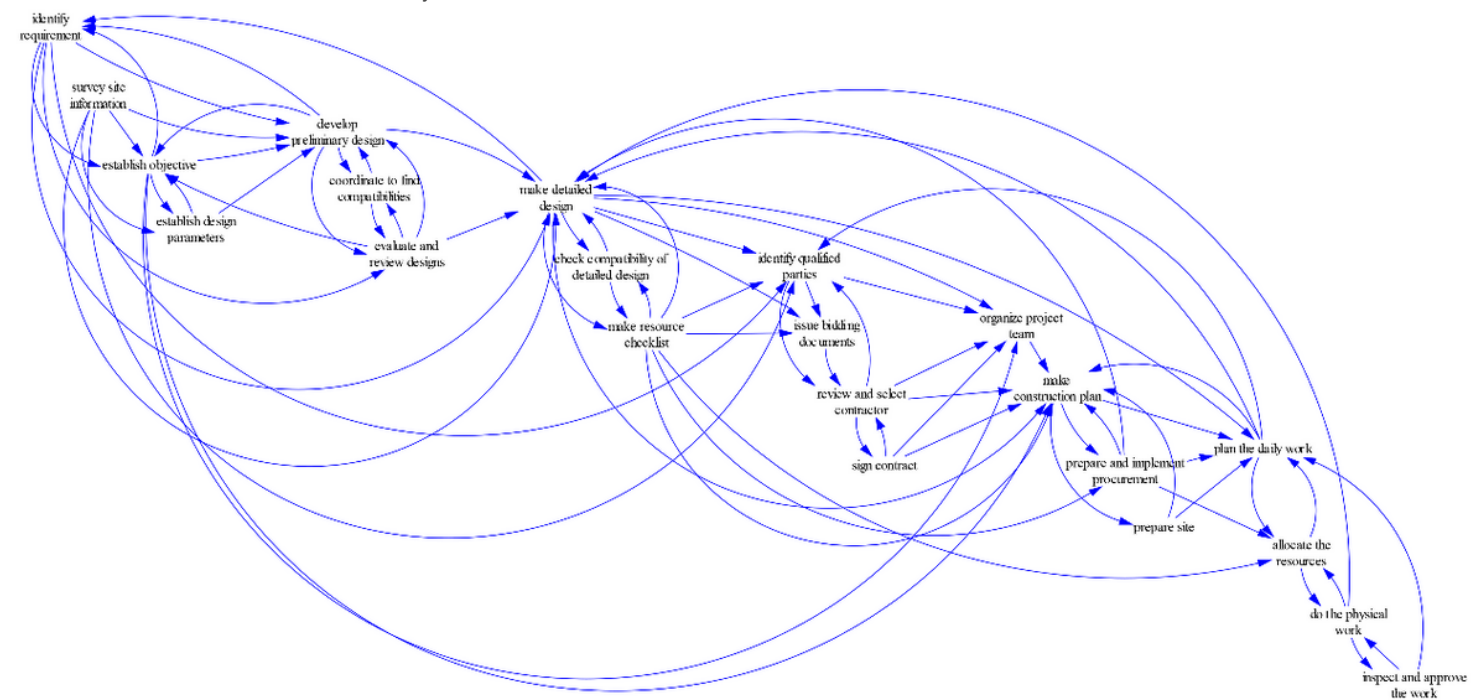 identify
requirement
survey site
information
develop
preliminary design
establish objective
coordinate to find
compatibilities
make detailed
design
establish design
parameters
evaluate and
review designs
check compatibility of
detailed design
identify qualified
parties
make resource
checklist
issue bidding
documents
organize project
team
review and select
contractor
make
construction plan
sign contract
prepare and implement
procurement
plan the daily work
prepare site
allocate the
resources
do the physical
work
inspect and approve
the work